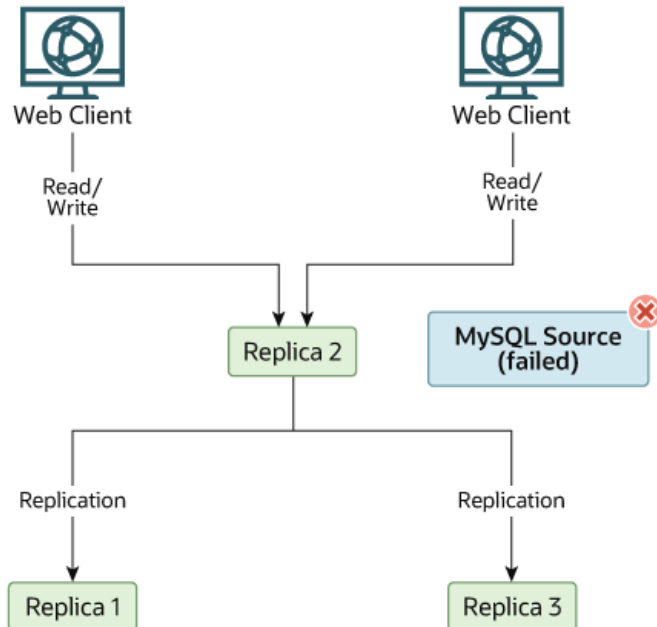 Web Client
Web Client
Read/
Write
Read/
Write
Replica 2
MySQL Source
(failed)
Replication
Replication
Replica 1
Replica 3